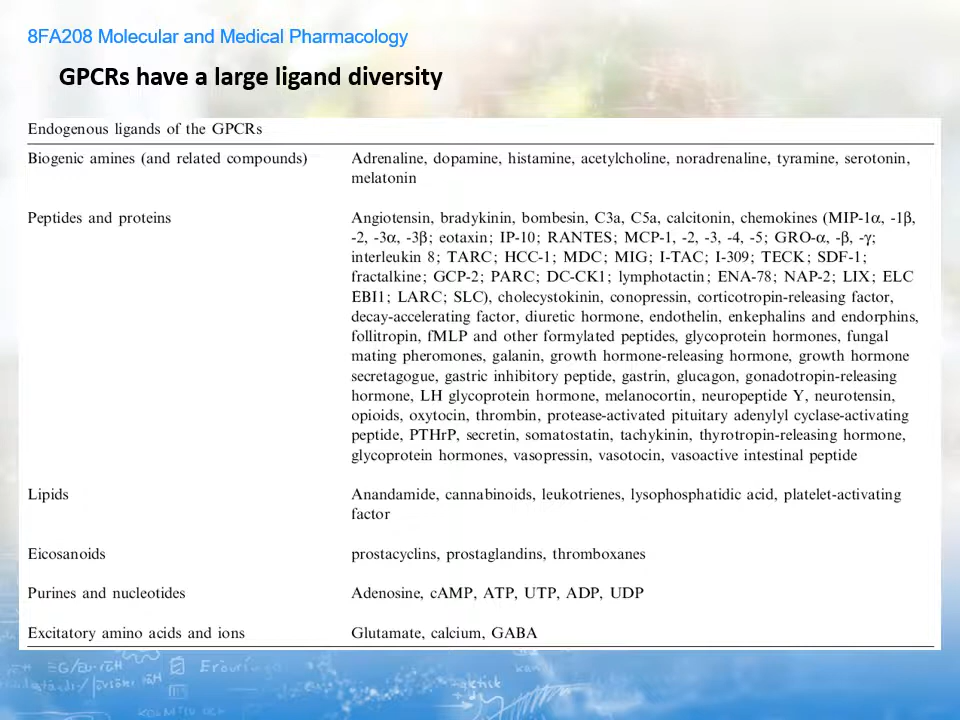 8FA208 Molecular and Medical Pharmacology
GPCRs have a large ligand diversity
Endogenous ligands of the GPCRs
Biogenic amines (and related compounds)
Adrenaline, dopamine, histamine, acetylcholine, noradrenaline, tyramine, serotonin,
melatonin
Peptides and proteins
Angiotensin, bradykinin, bombesin, C3a, C5a, calcitonin, chemokines (MIP-1α, -1β,
-2, -3α, -3β; eotaxin; IP-10; RANTES; MCP-1, -2, -3, -4, -5; GRO-α, -β, -γ;
interleukin 8; TARC; HCC-1; MDC; MIG; I-TAC; I-309; TECK; SDF-1;
fractalkine; GCP-2; PARC; DC-CK1; lymphotactin; ENA-78; NAP-2; LIX; ELC
EBI1; LARC; SLC), cholecystokinin, conopressin, corticotropin-releasing factor,
decay-accelerating factor, diuretic hormone, endothelin, enkephalins and endorphins,
follitropin, fMLP and other formylated peptides, glycoprotein hormones, fungal
mating pheromones, galanin, growth hormone-releasing hormone, growth hormone
secretagogue, gastric inhibitory peptide, gastrin, glucagon, gonadotropin-releasing
hormone, LH glycoprotein hormone, melanocortin, neuropeptide Y, neurotensin,
opioids, oxytocin, thrombin, protease-activated pituitary adenylyl cyclase-activating
peptide, PTHrP, secretin, somatostatin, tachykinin, thyrotropin-releasing hormone,
glycoprotein hormones, vasopressin, vasotocin, vasoactive intestinal peptide
Lipids
Anandamide, cannabinoids, leukotrienes, lysophosphatidic acid, platelet-activating
factor
Eicosanoids
prostacyclins, prostaglandins, thromboxanes
Purines and nucleotides
Adenosine, cAMP, ATP, UTP, ADP, UDP
Excitatory amino acids and ions
Glutamate, calcium, GABA